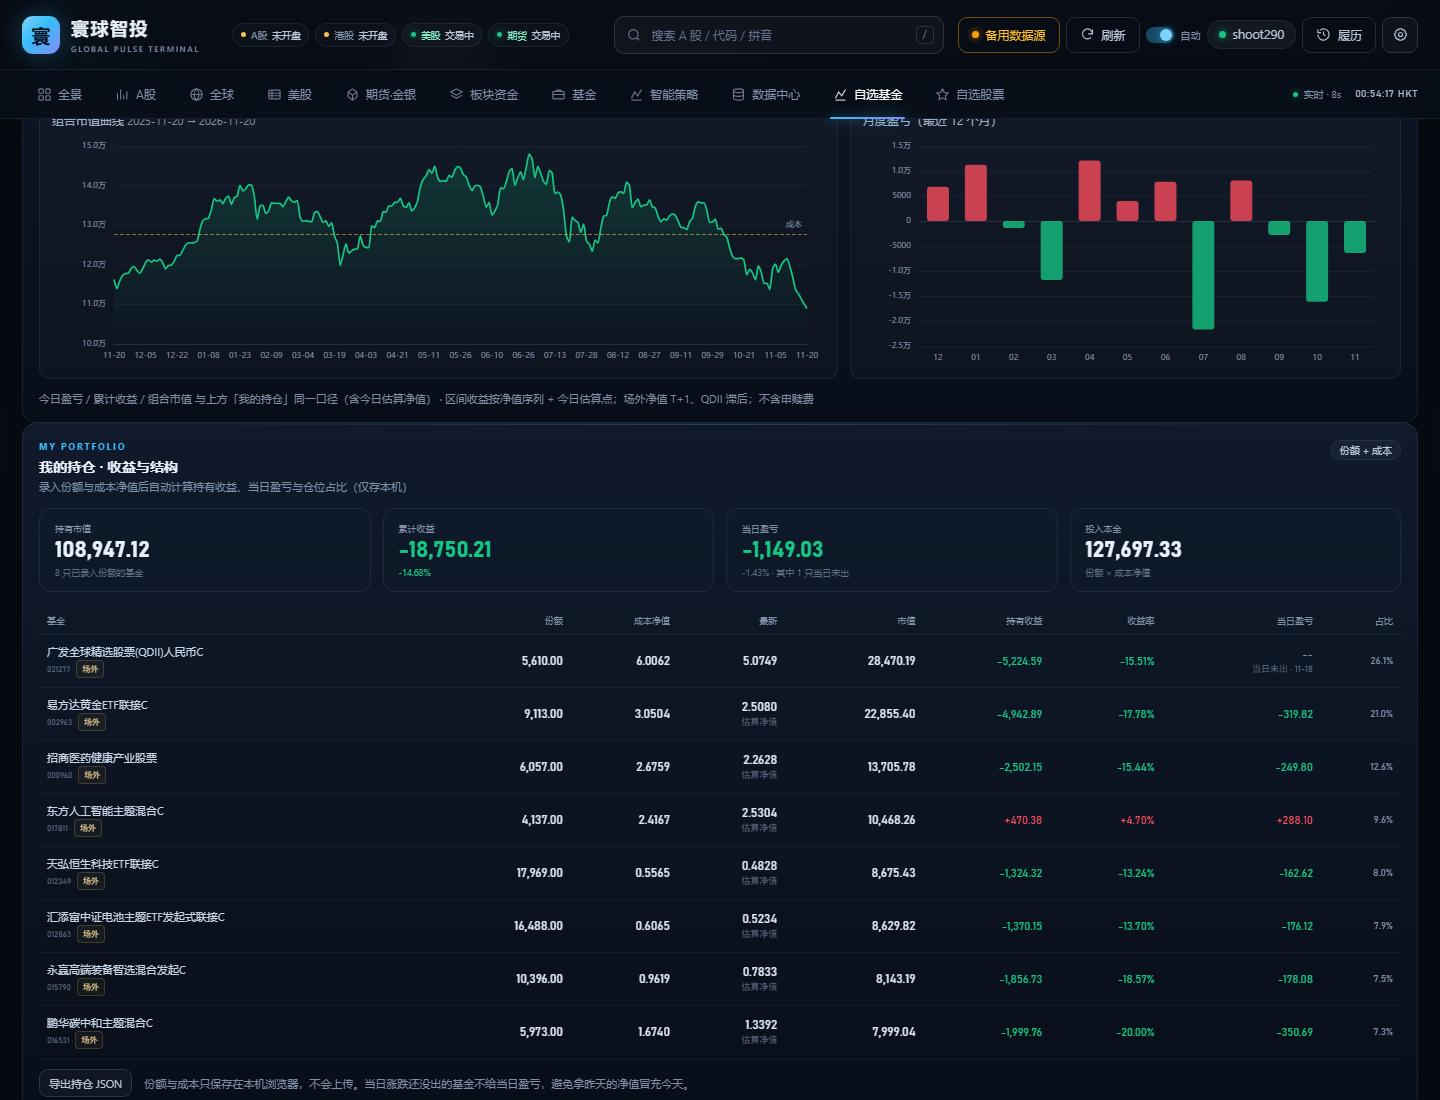 寰
寰球智投
GLOBAL PULSE TERMINAL
A股 未开盘
港股 未开盘
美股 交易中
期货 交易中
搜索 A 股 / 代码 / 拼音
/
备用数据源
刷新
自动
shoot290
履历
全景
A股
全球
美股
期货·金银
板块资金
基金
智能策略
数据中心
自选基金
自选股票
实时 · 8s
00:54:17 HKT
组合市值曲线 2025-11-20 → 2026-11-20
15.0万
14.0万
13.0万
12.0万
11.0万
10.0万
成本
11-20 12-05 12-22 01-08 01-23 02-09 03-04 03-19 04-03 04-21 05-11 05-26 06-10 06-26 07-13 07-28 08-12 08-27 09-11 09-29 10-21 11-05 11-20
月度盈亏（最近 12 个月）
1.5万
1.0万
5000
0
-5000
-1.0万
-1.5万
-2.0万
-2.5万
12 01 02 03 04 05 06 07 08 09 10 11
今日盈亏 / 累计收益 / 组合市值 与上方「我的持仓」同一口径（含今日估算净值） · 区间收益按净值序列 + 今日估算点；场外净值 T+1、QDII 滞后；不含申赎费
MY PORTFOLIO
我的持仓 · 收益与结构
录入份额与成本净值后自动计算持有收益、当日盈亏与仓位占比（仅存本机）
份额 + 成本
持有市值
108,947.12
8 只已录入份额的基金
累计收益
-18,750.21
-14.68%
当日盈亏
-1,149.03
-1.43% · 其中 1 只当日未出
投入本金
127,697.33
份额 × 成本净值
基金 份额 成本净值 最新 市值 持有收益 收益率 当日盈亏 占比
广发全球精选股票(QDII)人民币C
021277 · 场外
5,610.00 6.0062 5.0749 28,470.19 -5,224.59 -15.51% -- 26.1%
当日未出 · 11-18
易方达黄金ETF联接C
002963 · 场外
9,113.00 3.0504 2.5080 22,855.40 -4,942.89 -17.78% -319.82 21.0%
估算净值
招商医药健康产业股票
000960 · 场外
6,057.00 2.6759 2.2628 13,705.78 -2,502.15 -15.44% -249.80 12.6%
估算净值
东方人工智能主题混合C
017811 · 场外
4,137.00 2.4167 2.5304 10,468.26 +470.38 +4.70% +288.10 9.6%
估算净值
天弘恒生科技ETF联接C
012349 · 场外
17,969.00 0.5565 0.4828 8,675.43 -1,324.32 -13.24% -162.62 8.0%
估算净值
汇添富中证电池主题ETF发起式联接C
012863 · 场外
16,488.00 0.6065 0.5234 8,629.82 -1,370.15 -13.70% -176.12 7.9%
估算净值
永赢高端装备智选混合发起C
015790 · 场外
10,396.00 0.9619 0.7833 8,143.19 -1,856.73 -18.57% -178.08 7.5%
估算净值
鹏华碳中和主题混合C
016531 · 场外
5,973.00 1.6740 1.3392 7,999.04 -1,999.76 -20.00% -350.69 7.3%
估算净值
导出持仓 JSON
份额与成本只保存在本机浏览器，不会上传。当日涨跌还没出的基金不给当日盈亏，避免拿昨天的净值冒充今天。